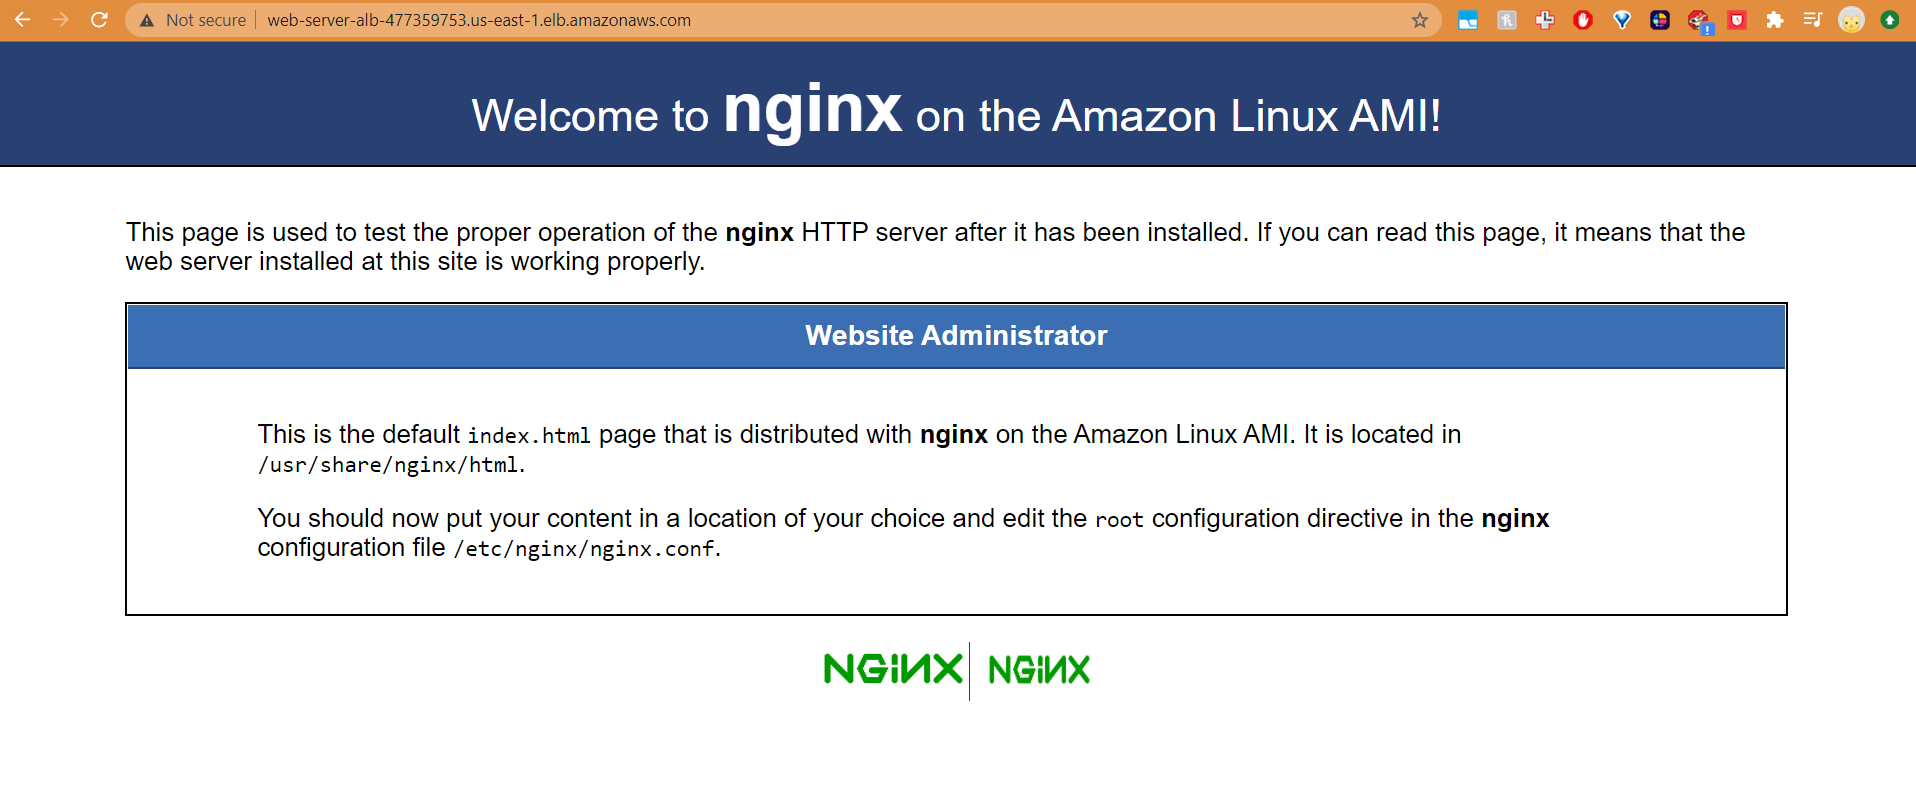 Not secure | web-server-alb-477359753.us-east-1.elb.amazonaws.com
Welcome to nginx on the Amazon Linux AMI!
This page is used to test the proper operation of the nginx HTTP server after it has been installed. If you can read this page, it means that the
web server installed at this site is working properly.
Website Administrator
This is the default index.html page that is distributed with nginx on the Amazon Linux AMI. It is located in
/usr/share/nginx/html.
You should now put your content in a location of your choice and edit the root configuration directive in the nginx
configuration file /etc/nginx/nginx.conf.
NGINX | NGINX